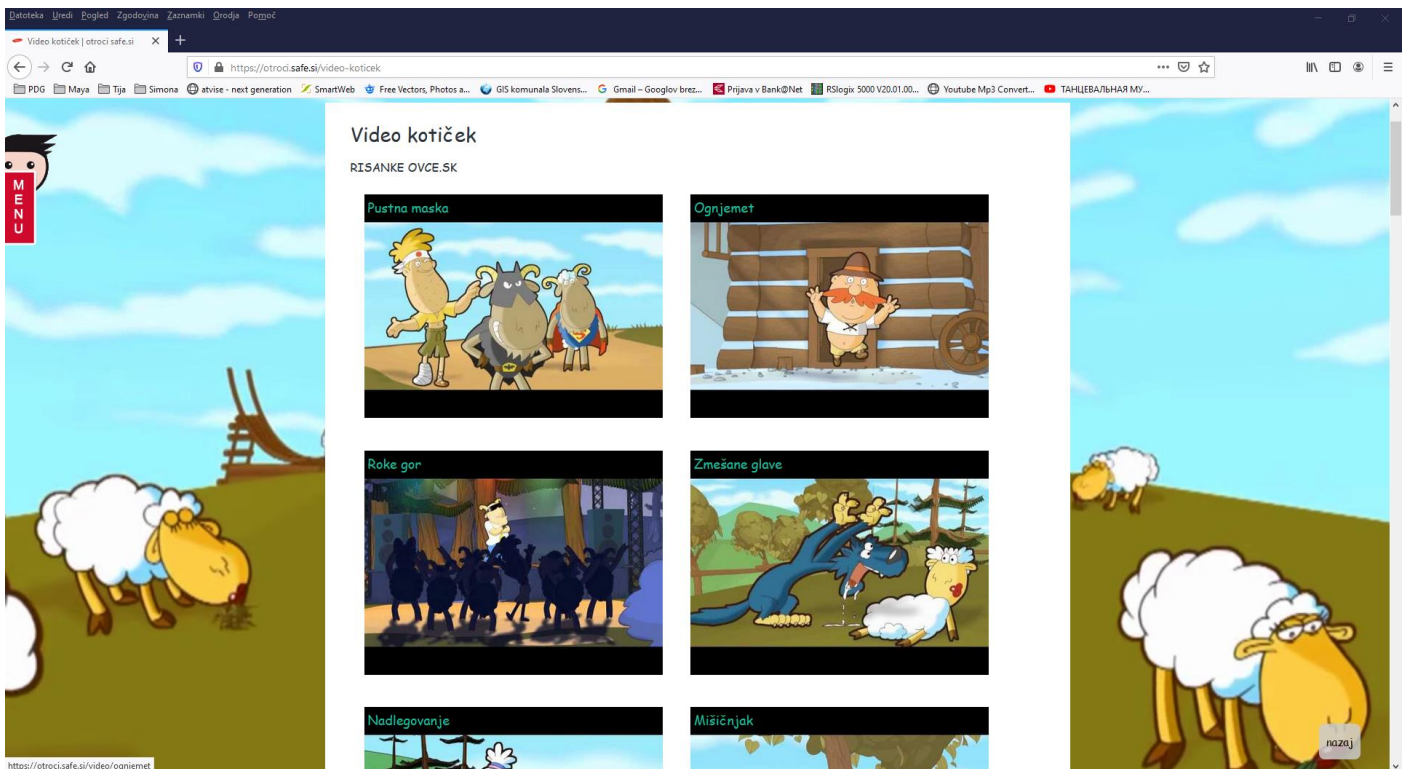 Datoteka Uredi Pogled Zgodovina Zaznamki Orodja Pomoč
Video kotiček | otroci safe.si
https://otroci.safe.si/video-koticek
PDG Maya Tija Simona atvise - next generation SmartWeb Free Vectors, Photos a... GIS komunala Slovens... Gmail – Googlov brez... Prijava v Bank@Net RSlogix 5000 V20.01.00... Youtube Mp3 Convert... ТАНЦЕВАЛЬНАЯ МУ...
MENU
Video kotiček
RISANKE OVCE.SK
Pustna maska
Ognjemet
Roke gor
Zmešane glave
Nadlegovanje
Mišičnjak
nazaj
https://otroci.safe.si/video/ognjemet